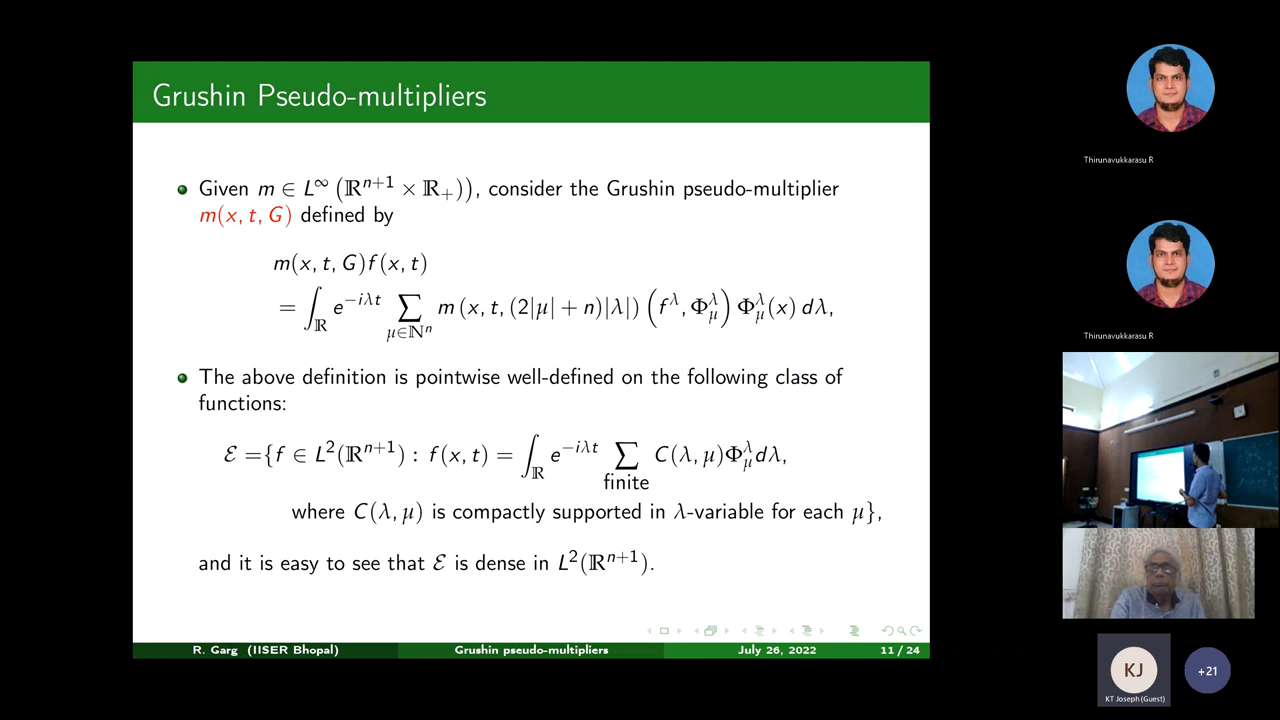 Grushin Pseudo-multipliers
Given m ∈ L^∞ (ℝ^{n+1} × ℝ_+)), consider the Grushin pseudo-multiplier
m(x, t, G) defined by
m(x, t, G)f(x, t)
= ∫_ℝ e^{−iλt} ∑_{μ∈ℕ^n} m (x, t, (2|μ| + n)|λ|) (f^λ, Φ_μ^λ) Φ_μ^λ(x) dλ,
The above definition is pointwise well-defined on the following class of
functions:
ℰ ={f ∈ L^2(ℝ^{n+1}) : f(x, t) = ∫_ℝ e^{−iλt} ∑_{finite} C(λ, μ)Φ_μ^λ dλ,
where C(λ, μ) is compactly supported in λ-variable for each μ},
and it is easy to see that ℰ is dense in L^2(ℝ^{n+1}).
R. Garg (IISER Bhopal) Grushin pseudo-multipliers July 26, 2022 11 / 24
Thirunavukkarasu R
Thirunavukkarasu R
KJ
+21
KT Joseph (Guest)